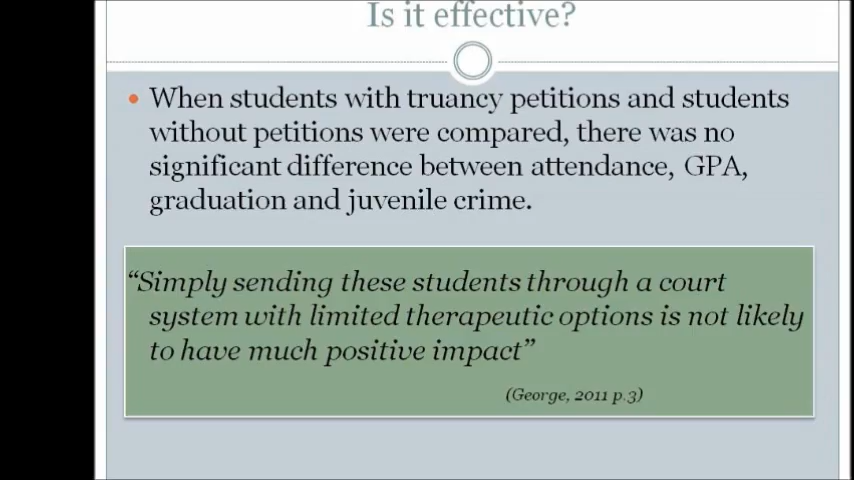 Is it effective?
• When students with truancy petitions and students
without petitions were compared, there was no
significant difference between attendance, GPA,
graduation and juvenile crime.
“Simply sending these students through a court
system with limited therapeutic options is not likely
to have much positive impact”
(George, 2011 p.3)